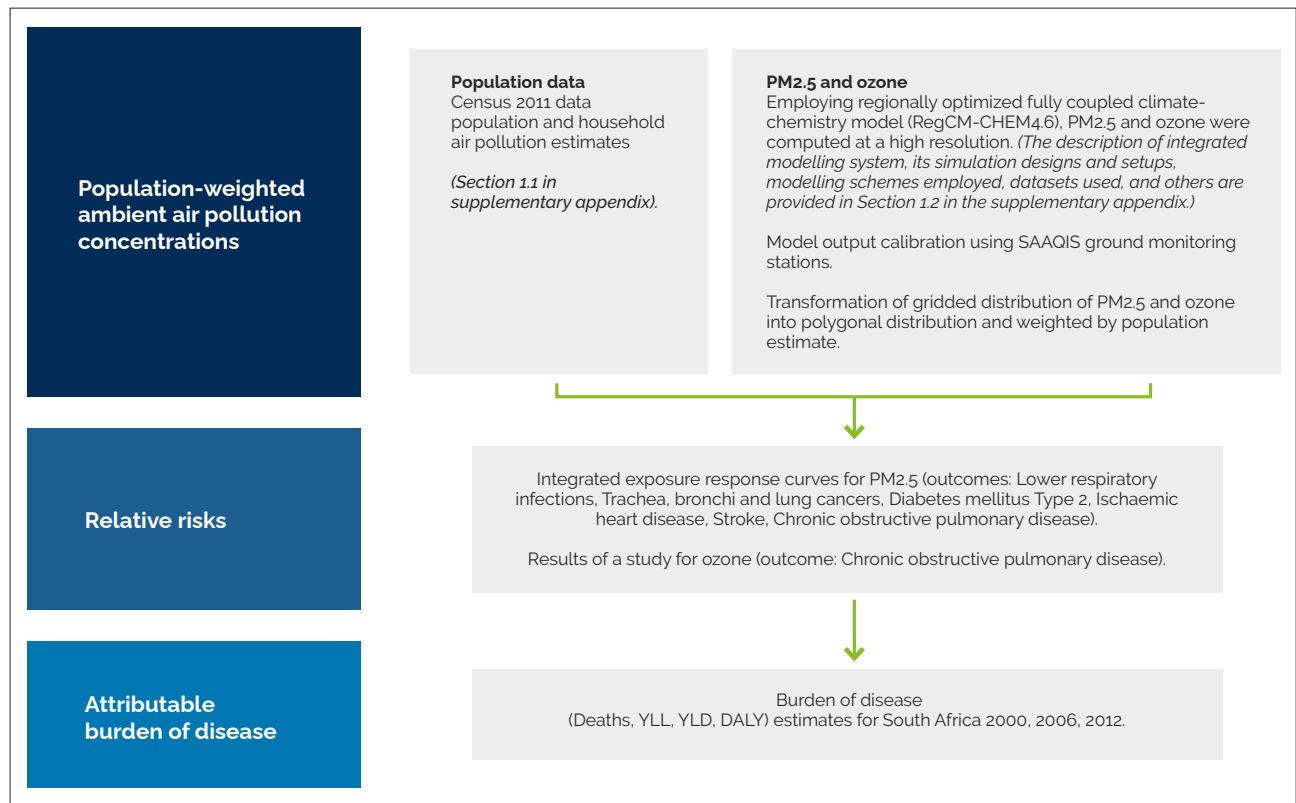 Population-weighted
ambient air pollution
concentrations
Population data
Census 2011 data
population and household
air pollution estimates
(Section 1.1 in
supplementary appendix).
PM2.5 and ozone
Employing regionally optimized fully coupled climate-
chemistry model (RegCM-CHEM4.6), PM2.5 and ozone were
computed at a high resolution. (The description of integrated
modelling system, its simulation designs and setups,
modelling schemes employed, datasets used, and others are
provided in Section 1.2 in the supplementary appendix.)
Model output calibration using SAAQIS ground monitoring
stations.
Transformation of gridded distribution of PM2.5 and ozone
into polygonal distribution and weighted by population
estimate.
Relative risks
Integrated exposure response curves for PM2.5 (outcomes: Lower respiratory
infections, Trachea, bronchi and lung cancers, Diabetes mellitus Type 2, Ischaemic
heart disease, Stroke, Chronic obstructive pulmonary disease).
Results of a study for ozone (outcome: Chronic obstructive pulmonary disease).
Attributable
burden of disease
Burden of disease
(Deaths, YLL, YLD, DALY) estimates for South Africa 2000, 2006, 2012.